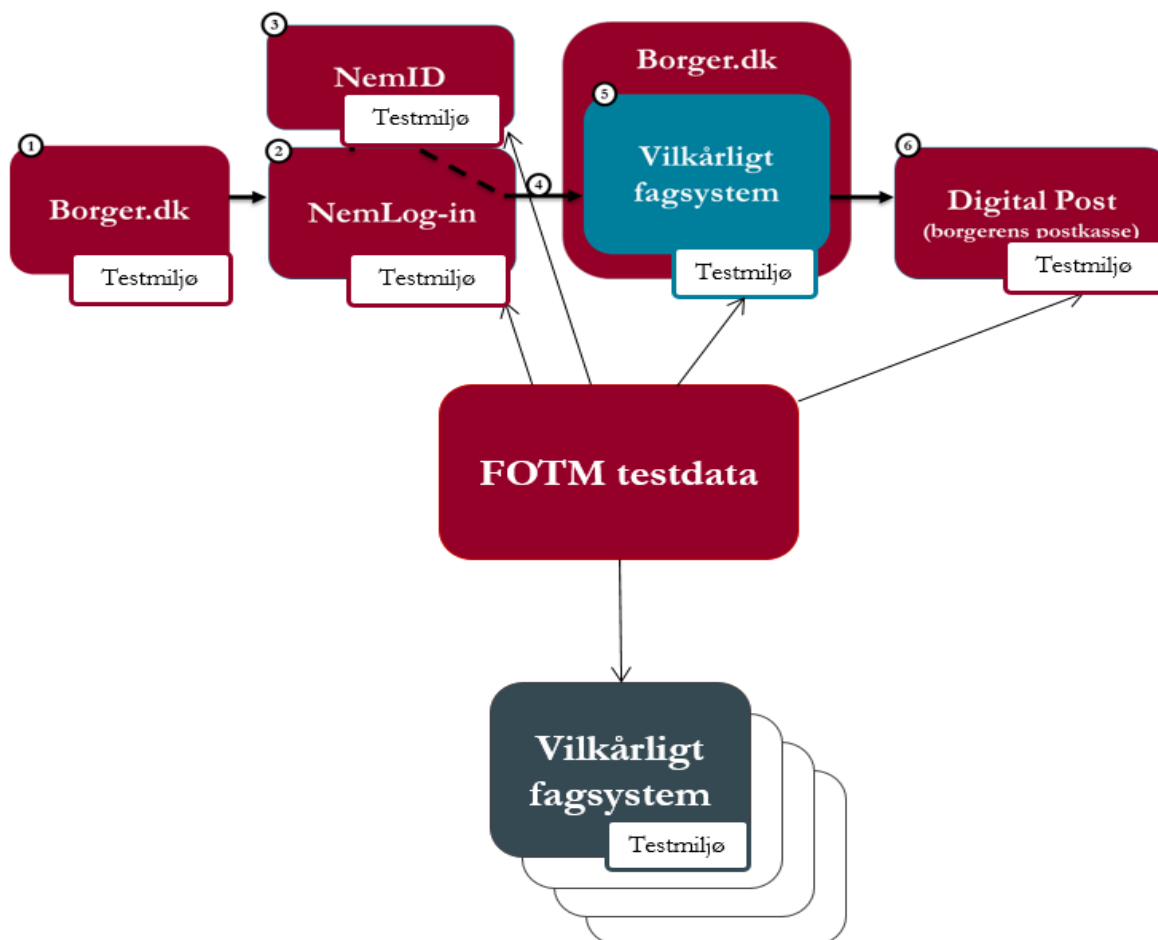 ①
Borger.dk
Testmiljø
②
NemLog-in
Testmiljø
③
NemID
Testmiljø
④
Borger.dk
⑤
Vilkårligt
fagsystem
Testmiljø
⑥
Digital Post
(borgerens postkasse)
Testmiljø
FOTM testdata
Vilkårligt
fagsystem
Testmiljø